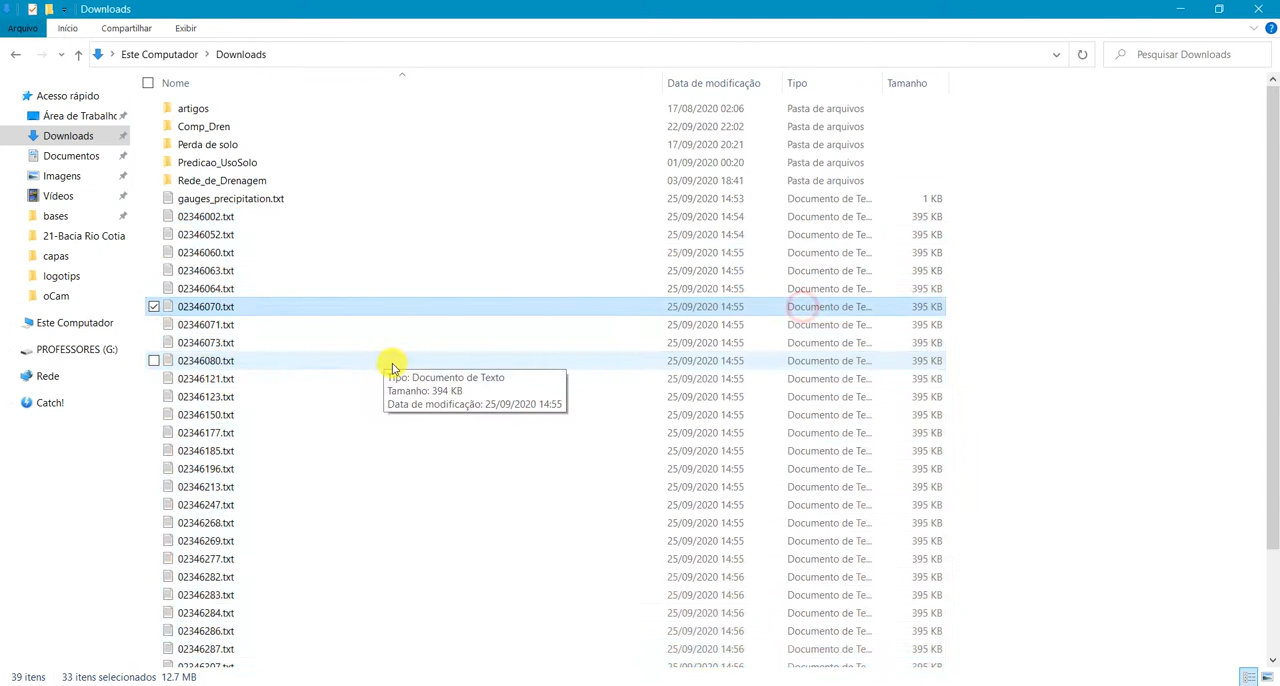 Downloads
Arquivo Início Compartilhar Exibir
Este Computador Downloads Pesquisar Downloads
Nome Data de modificação Tipo Tamanho
Acesso rápido
Área de Trabalho
Downloads
Documentos
Imagens
Vídeos
bases
21-Bacia Rio Cotia
capas
logotips
oCam
Este Computador
PROFESSORES (G:)
Rede
Catch!
artigos 17/08/2020 02:06 Pasta de arquivos
Comp_Dren 22/09/2020 22:02 Pasta de arquivos
Perda de solo 17/09/2020 20:21 Pasta de arquivos
Predicao_UsoSolo 01/09/2020 00:20 Pasta de arquivos
Rede_de_Drenagem 03/09/2020 18:41 Pasta de arquivos
gauges_precipitation.txt 25/09/2020 14:53 Documento de Te... 1 KB
02346002.txt 25/09/2020 14:54 Documento de Te... 395 KB
02346052.txt 25/09/2020 14:54 Documento de Te... 395 KB
02346060.txt 25/09/2020 14:55 Documento de Te... 395 KB
02346063.txt 25/09/2020 14:55 Documento de Te... 395 KB
02346064.txt 25/09/2020 14:55 Documento de Te... 395 KB
02346070.txt 25/09/2020 14:55 Documento de Te... 395 KB
02346071.txt 25/09/2020 14:55 Documento de Te... 395 KB
02346073.txt 25/09/2020 14:55 Documento de Te... 395 KB
02346080.txt 25/09/2020 14:55 Documento de Te... 395 KB
02346121.txt 25/09/2020 14:55 Documento de Te... 395 KB
02346123.txt 25/09/2020 14:55 Documento de Te... 395 KB
02346150.txt 25/09/2020 14:55 Documento de Te... 395 KB
02346177.txt 25/09/2020 14:55 Documento de Te... 395 KB
02346185.txt 25/09/2020 14:55 Documento de Te... 395 KB
02346196.txt 25/09/2020 14:55 Documento de Te... 395 KB
02346213.txt 25/09/2020 14:55 Documento de Te... 395 KB
02346247.txt 25/09/2020 14:55 Documento de Te... 395 KB
02346268.txt 25/09/2020 14:55 Documento de Te... 395 KB
02346269.txt 25/09/2020 14:55 Documento de Te... 395 KB
02346277.txt 25/09/2020 14:55 Documento de Te... 395 KB
02346282.txt 25/09/2020 14:56 Documento de Te... 395 KB
02346283.txt 25/09/2020 14:56 Documento de Te... 395 KB
02346284.txt 25/09/2020 14:56 Documento de Te... 395 KB
02346286.txt 25/09/2020 14:56 Documento de Te... 395 KB
02346287.txt 25/09/2020 14:56 Documento de Te... 395 KB
02346307.txt 25/09/2020 14:56 Documento de Te... 395 KB
Tipo: Documento de Texto
Tamanho: 394 KB
Data de modificação: 25/09/2020 14:55
39 itens 33 itens selecionados 12.7 MB